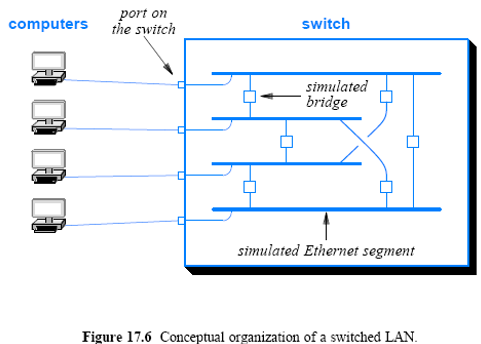 computers
port on
the switch
switch
simulated
bridge
simulated Ethernet segment
Figure 17.6 Conceptual organization of a switched LAN.